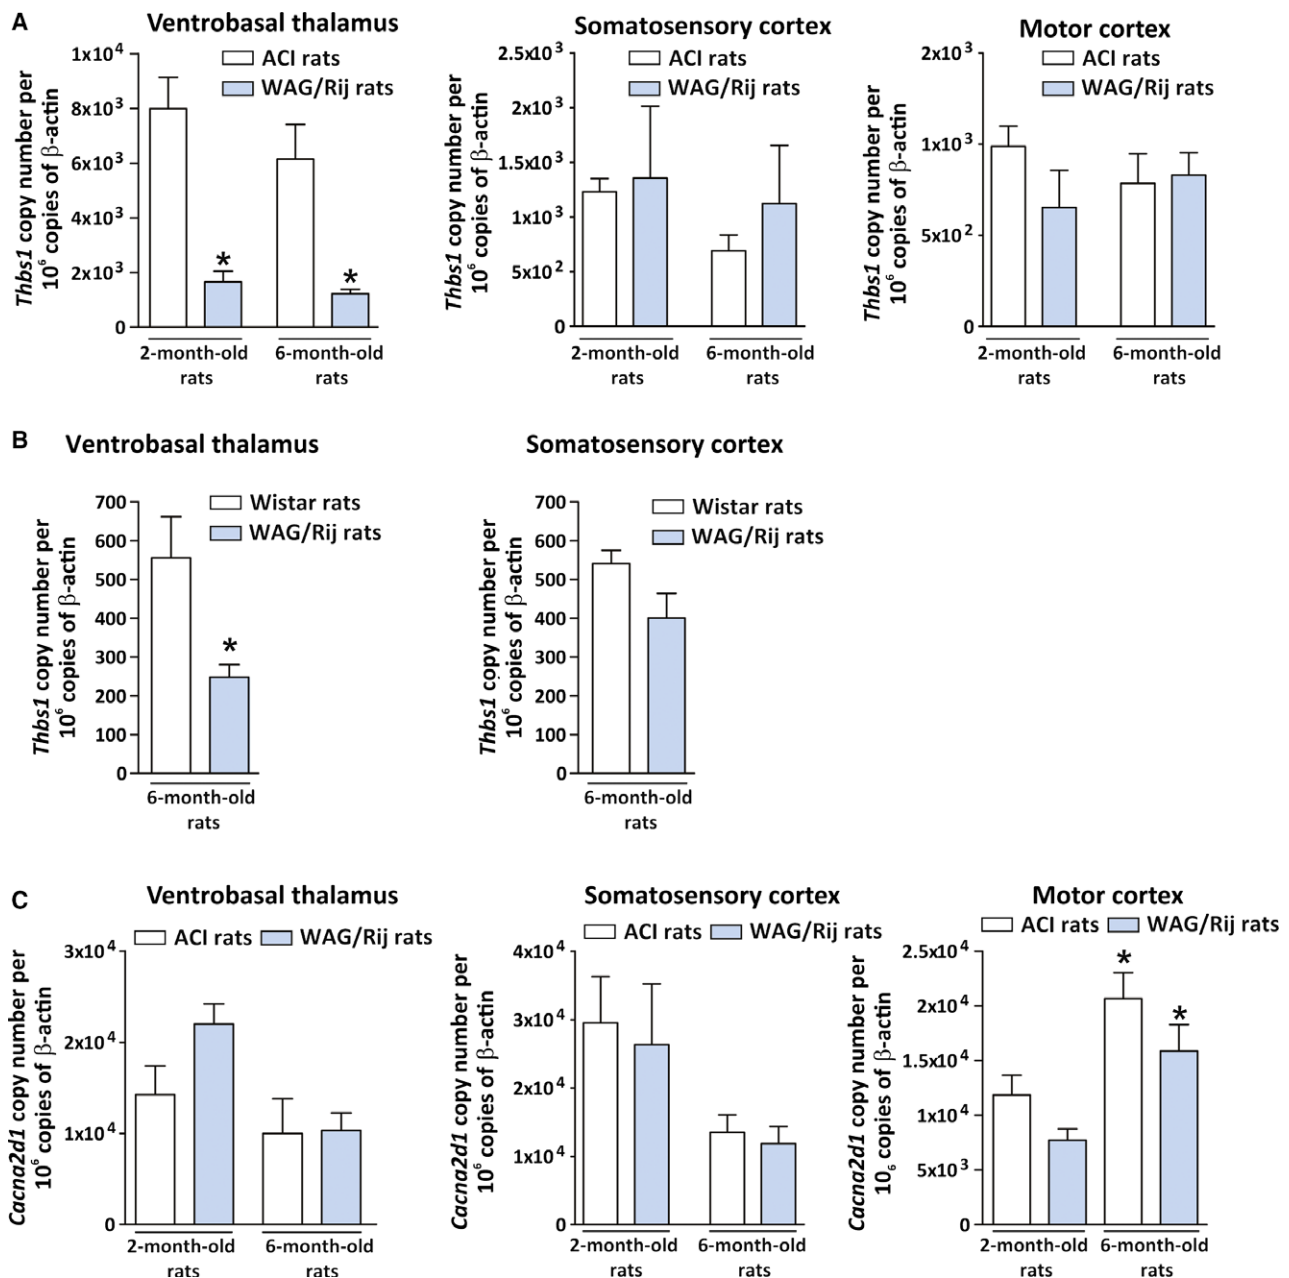 A
Ventrobasal thalamus
Thbs1 copy number per
10⁶ copies of β-actin
1x10⁴
8x10³
6x10³
4x10³
2x10³
0
ACI rats
WAG/Rij rats
*
*
2-month-old
rats
6-month-old
rats
Somatosensory cortex
Thbs1 copy number per
10⁶ copies of β-actin
2.5x10³
2x10³
1.5x10³
1x10³
5x10²
0
ACI rats
WAG/Rij rats
2-month-old
rats
6-month-old
rats
Motor cortex
Thbs1 copy number per
10⁶ copies of β-actin
2x10³
1x10³
5x10²
0
ACI rats
WAG/Rij rats
2-month-old
rats
6-month-old
rats
B
Ventrobasal thalamus
Thbs1 copy number per
10⁶ copies of β-actin
700
600
500
400
300
200
100
0
Wistar rats
WAG/Rij rats
*
6-month-old
rats
Somatosensory cortex
Thbs1 copy number per
10⁶ copies of β-actin
700
600
500
400
300
200
100
0
Wistar rats
WAG/Rij rats
6-month-old
rats
C
Ventrobasal thalamus
Cacna2d1 copy number per
10⁶ copies of β-actin
3x10⁴
2x10⁴
1x10⁴
0
ACI rats
WAG/Rij rats
2-month-old
rats
6-month-old
rats
Somatosensory cortex
Cacna2d1 copy number per
10⁶ copies of β-actin
4x10⁴
3x10⁴
2x10⁴
1x10⁴
0
ACI rats
WAG/Rij rats
2-month-old
rats
6-month-old
rats
Motor cortex
Cacna2d1 copy number per
10₆ copies of β-actin
2.5x10⁴
2x10⁴
1.5x10⁴
1x10⁴
5x10³
0
ACI rats
WAG/Rij rats
*
*
2-month-old
rats
6-month-old
rats